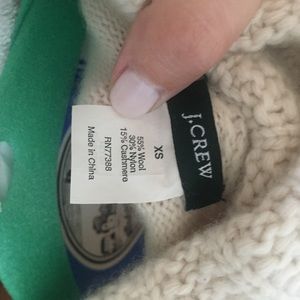 J.CREW
XS
55% Wool
30% Nylon
15% Cashmere
RN77388
Made in China